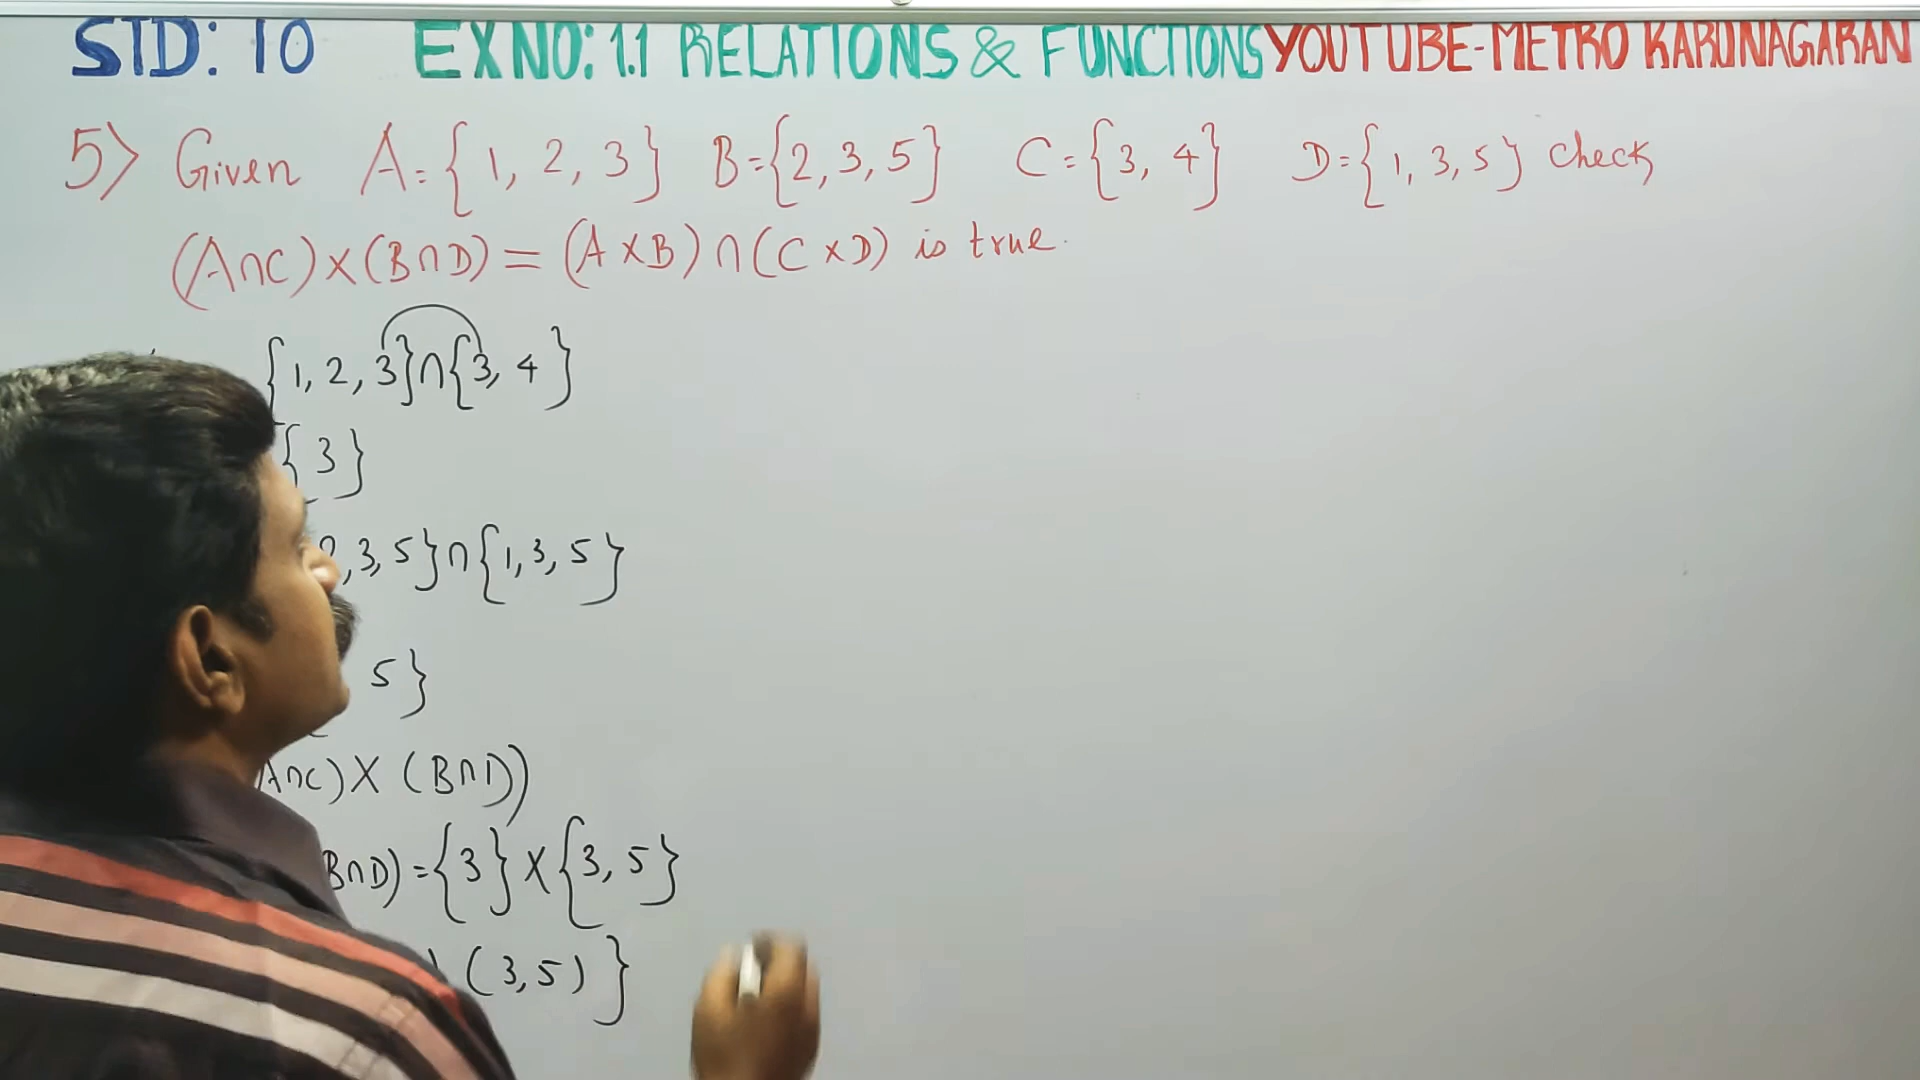 STD: 10 EX NO: 1.1 RELATIONS & FUNCTIONS YOUTUBE-METRO KARUNAGARAN
5) Given A={1, 2, 3} B={2, 3, 5} C={3, 4} D={1, 3, 5} check
(A∩C)×(B∩D) = (A×B)∩(C×D) is true.
{1, 2, 3}∩{3, 4}
{3}
2,3,5}∩{1,3,5}
5}
A∩C)×(B∩D)
B∩D)={3}×{3,5}
) (3,5)}